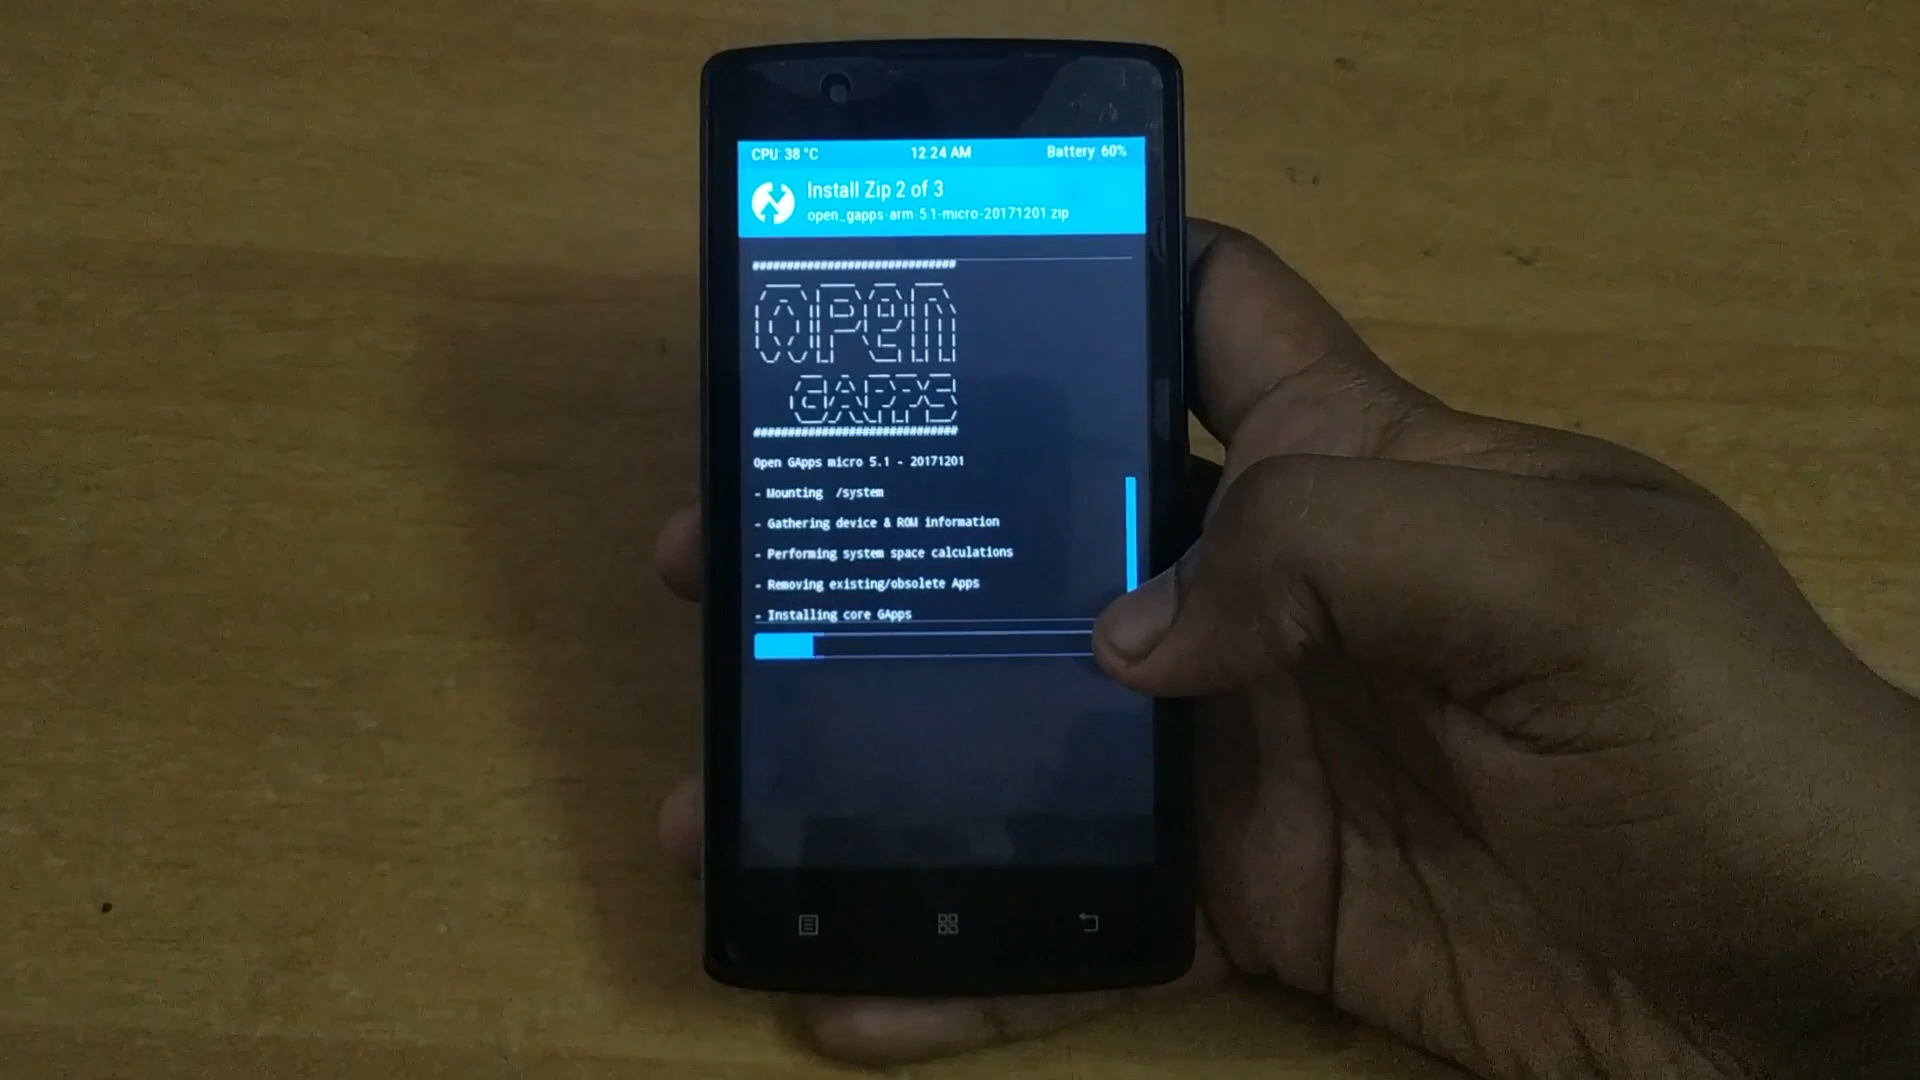 CPU: 38 °C 12:24 AM Battery: 60%
Install Zip 2 of 3
open_gapps-arm-5.1-micro-20171201.zip
##############################
OPEN
GAPPS
##############################
Open GApps micro 5.1 - 20171201
- Mounting /system
- Gathering device & ROM information
- Performing system space calculations
- Removing existing/obsolete Apps
- Installing core GApps